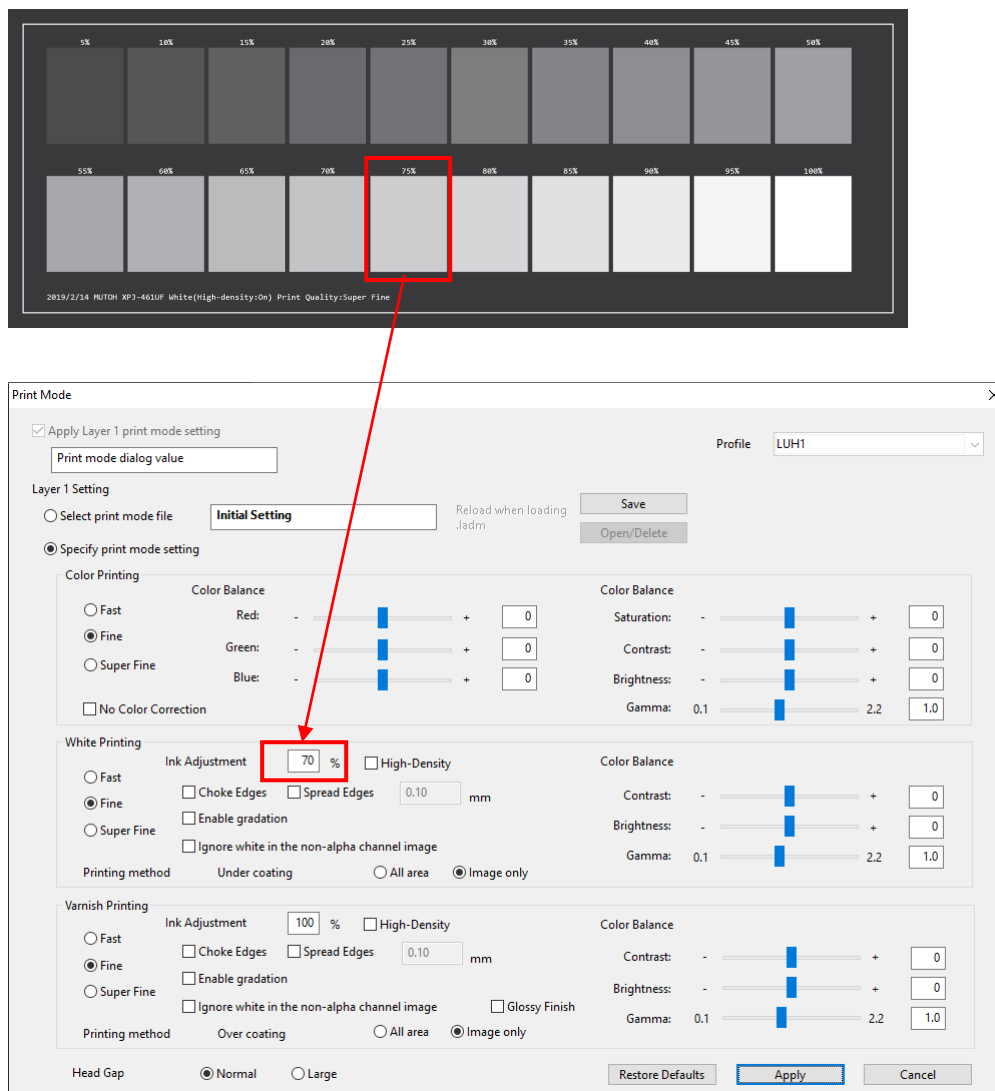 5% 10% 15% 20% 25% 30% 35% 40% 45% 50%
55% 60% 65% 70% 75% 80% 85% 90% 95% 100%
2019/2/14 MUTOH XPJ-461UF White(High-density:On) Print Quality:Super Fine
Print Mode
Apply Layer 1 print mode setting
Profile LUH1
Print mode dialog value
Layer 1 Setting
Select print mode file Initial Setting Reload when loading .ladm Save
Open/Delete
Specify print mode setting
Color Printing
Color Balance Color Balance
Fast Red: - + 0 Saturation: - + 0
Fine Green: - + 0 Contrast: - + 0
Super Fine Blue: - + 0 Brightness: - + 0
No Color Correction Gamma: 0.1 2.2 1.0
White Printing
Ink Adjustment 70 % High-Density Color Balance
Fast
Choke Edges Spread Edges 0.10 mm Contrast: - + 0
Fine
Enable gradation Brightness: - + 0
Super Fine
Ignore white in the non-alpha channel image Gamma: 0.1 2.2 1.0
Printing method Under coating All area Image only
Varnish Printing
Ink Adjustment 100 % High-Density Color Balance
Fast
Choke Edges Spread Edges 0.10 mm Contrast: - + 0
Fine
Enable gradation Brightness: - + 0
Super Fine
Ignore white in the non-alpha channel image Glossy Finish Gamma: 0.1 2.2 1.0
Printing method Over coating All area Image only
Head Gap Normal Large Restore Defaults Apply Cancel